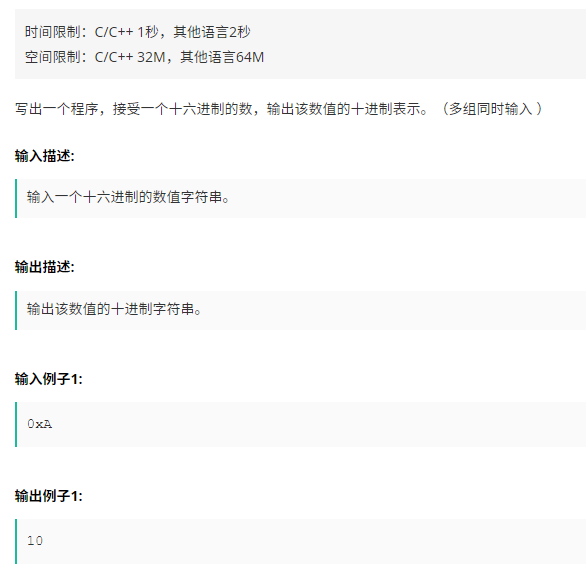 时间限制：C/C++ 1秒，其他语言2秒
空间限制：C/C++ 32M，其他语言64M
写出一个程序，接受一个十六进制的数，输出该数值的十进制表示。（多组同时输入 ）
输入描述:
输入一个十六进制的数值字符串。
输出描述:
输出该数值的十进制字符串。
输入例子1:
0xA
输出例子1:
10